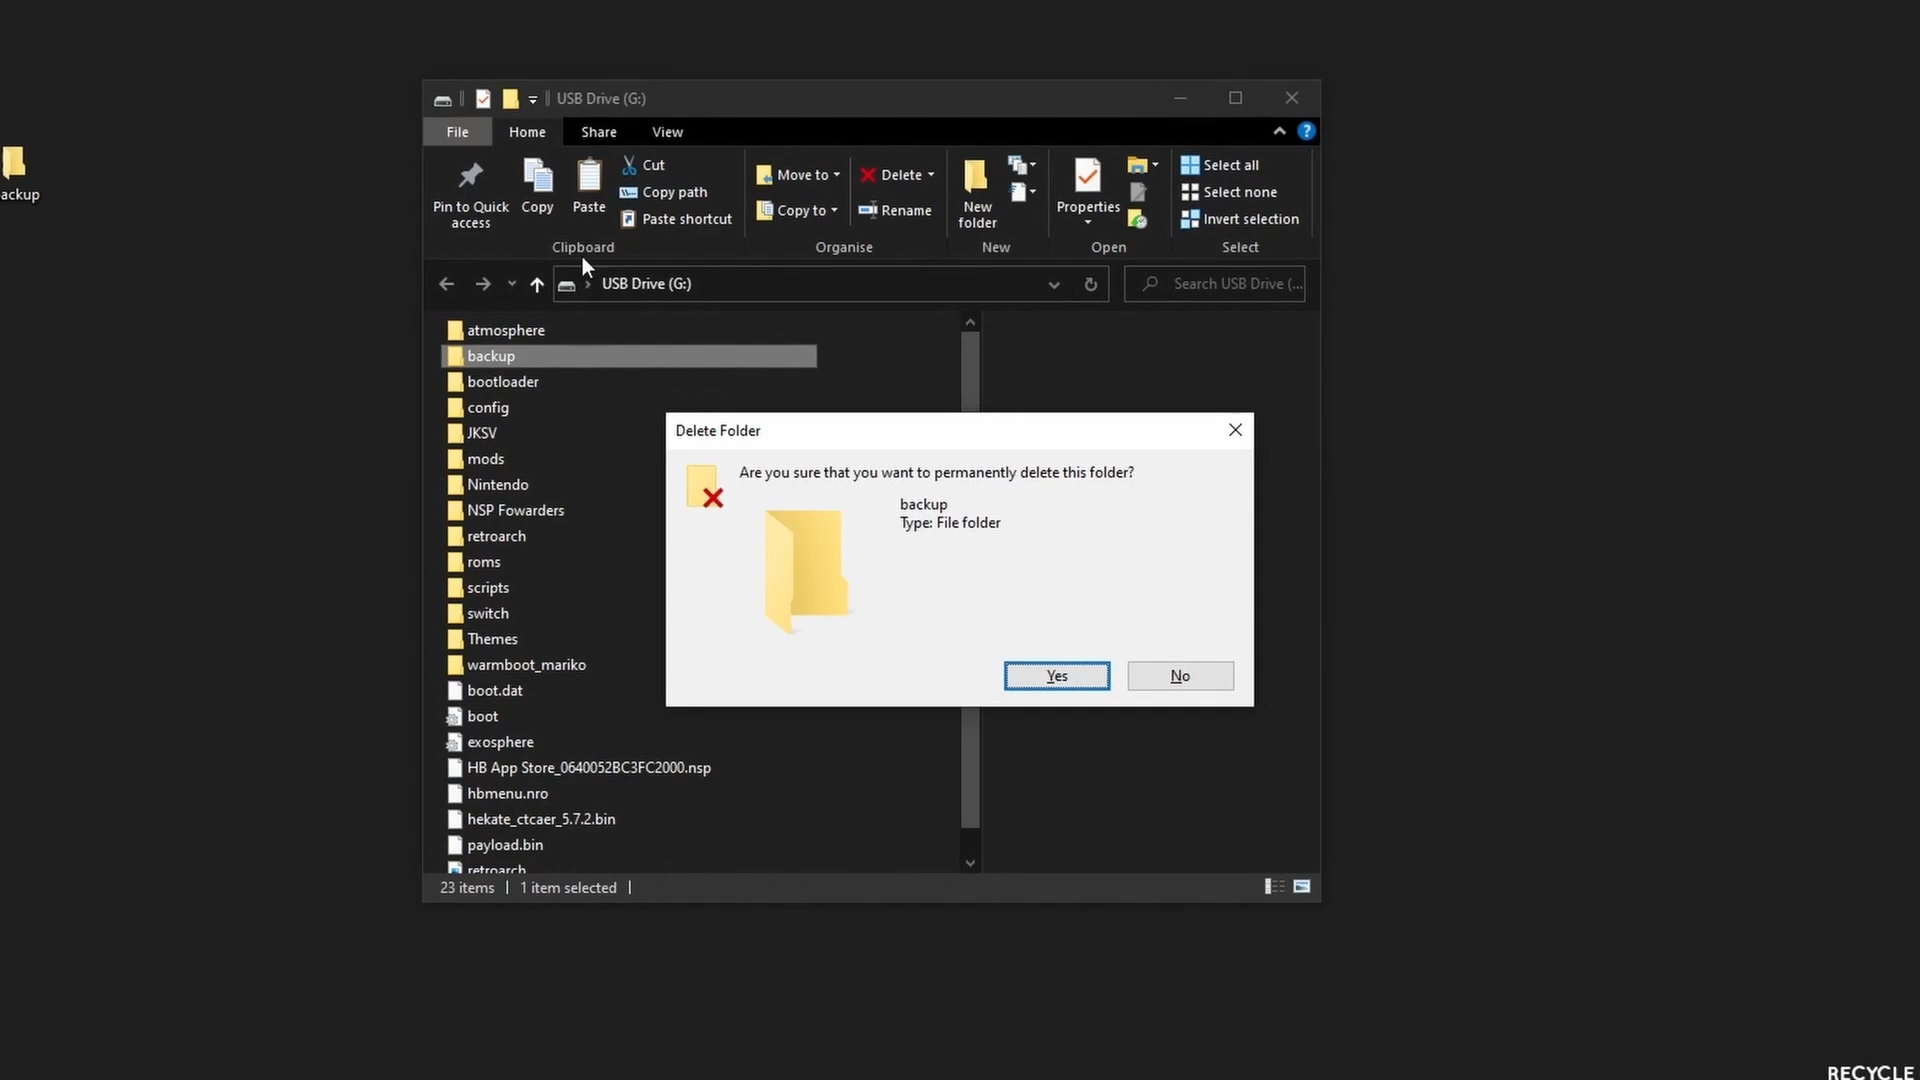 USB Drive (G:)
File Home Share View
Pin to Quick access
Copy
Paste
Cut
Copy path
Paste shortcut
Clipboard
Move to
Copy to
Delete
Rename
Organise
New folder
New
Properties
Open
Select all
Select none
Invert selection
Select
USB Drive (G:)
Search USB Drive (...
ackup
atmosphere
backup
bootloader
config
JKSV
mods
Nintendo
NSP Fowarders
retroarch
roms
scripts
switch
Themes
warmboot_mariko
boot.dat
boot
exosphere
HB App Store_0640052BC3FC2000.nsp
hbmenu.nro
hekate_ctcaer_5.7.2.bin
payload.bin
retroarch
23 items 1 item selected
Delete Folder
Are you sure that you want to permanently delete this folder?
backup
Type: File folder
Yes No
RECYCLE